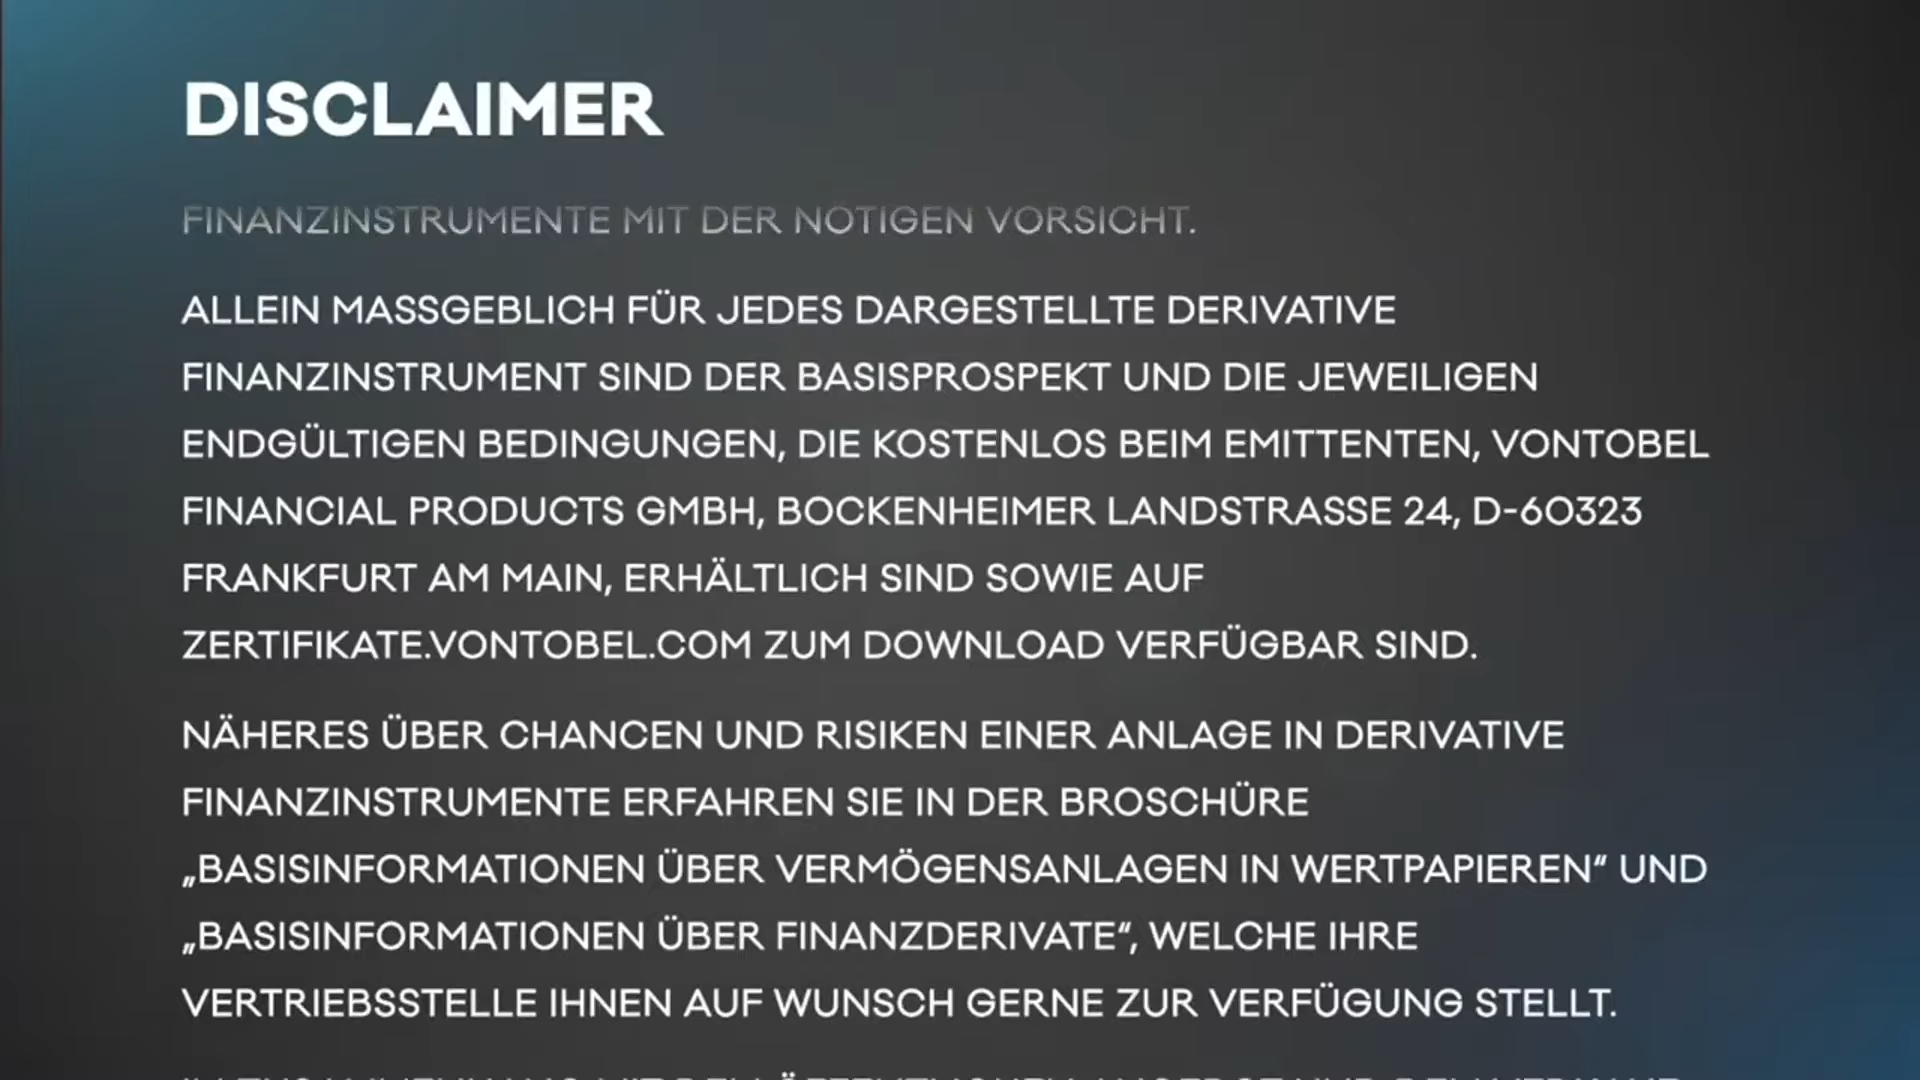 DISCLAIMER
FINANZINSTRUMENTE MIT DER NÖTIGEN VORSICHT.
ALLEIN MASSGEBLICH FÜR JEDES DARGESTELLTE DERIVATIVE
FINANZINSTRUMENT SIND DER BASISPROSPEKT UND DIE JEWEILIGEN
ENDGÜLTIGEN BEDINGUNGEN, DIE KOSTENLOS BEIM EMITTENTEN, VONTOBEL
FINANCIAL PRODUCTS GMBH, BOCKENHEIMER LANDSTRASSE 24, D-60323
FRANKFURT AM MAIN, ERHÄLTLICH SIND SOWIE AUF
ZERTIFIKATE.VONTOBEL.COM ZUM DOWNLOAD VERFÜGBAR SIND.
NÄHERES ÜBER CHANCEN UND RISIKEN EINER ANLAGE IN DERIVATIVE
FINANZINSTRUMENTE ERFAHREN SIE IN DER BROSCHÜRE
„BASISINFORMATIONEN ÜBER VERMÖGENSANLAGEN IN WERTPAPIEREN“ UND
„BASISINFORMATIONEN ÜBER FINANZDERIVATE“, WELCHE IHRE
VERTRIEBSSTELLE IHNEN AUF WUNSCH GERNE ZUR VERFÜGUNG STELLT.